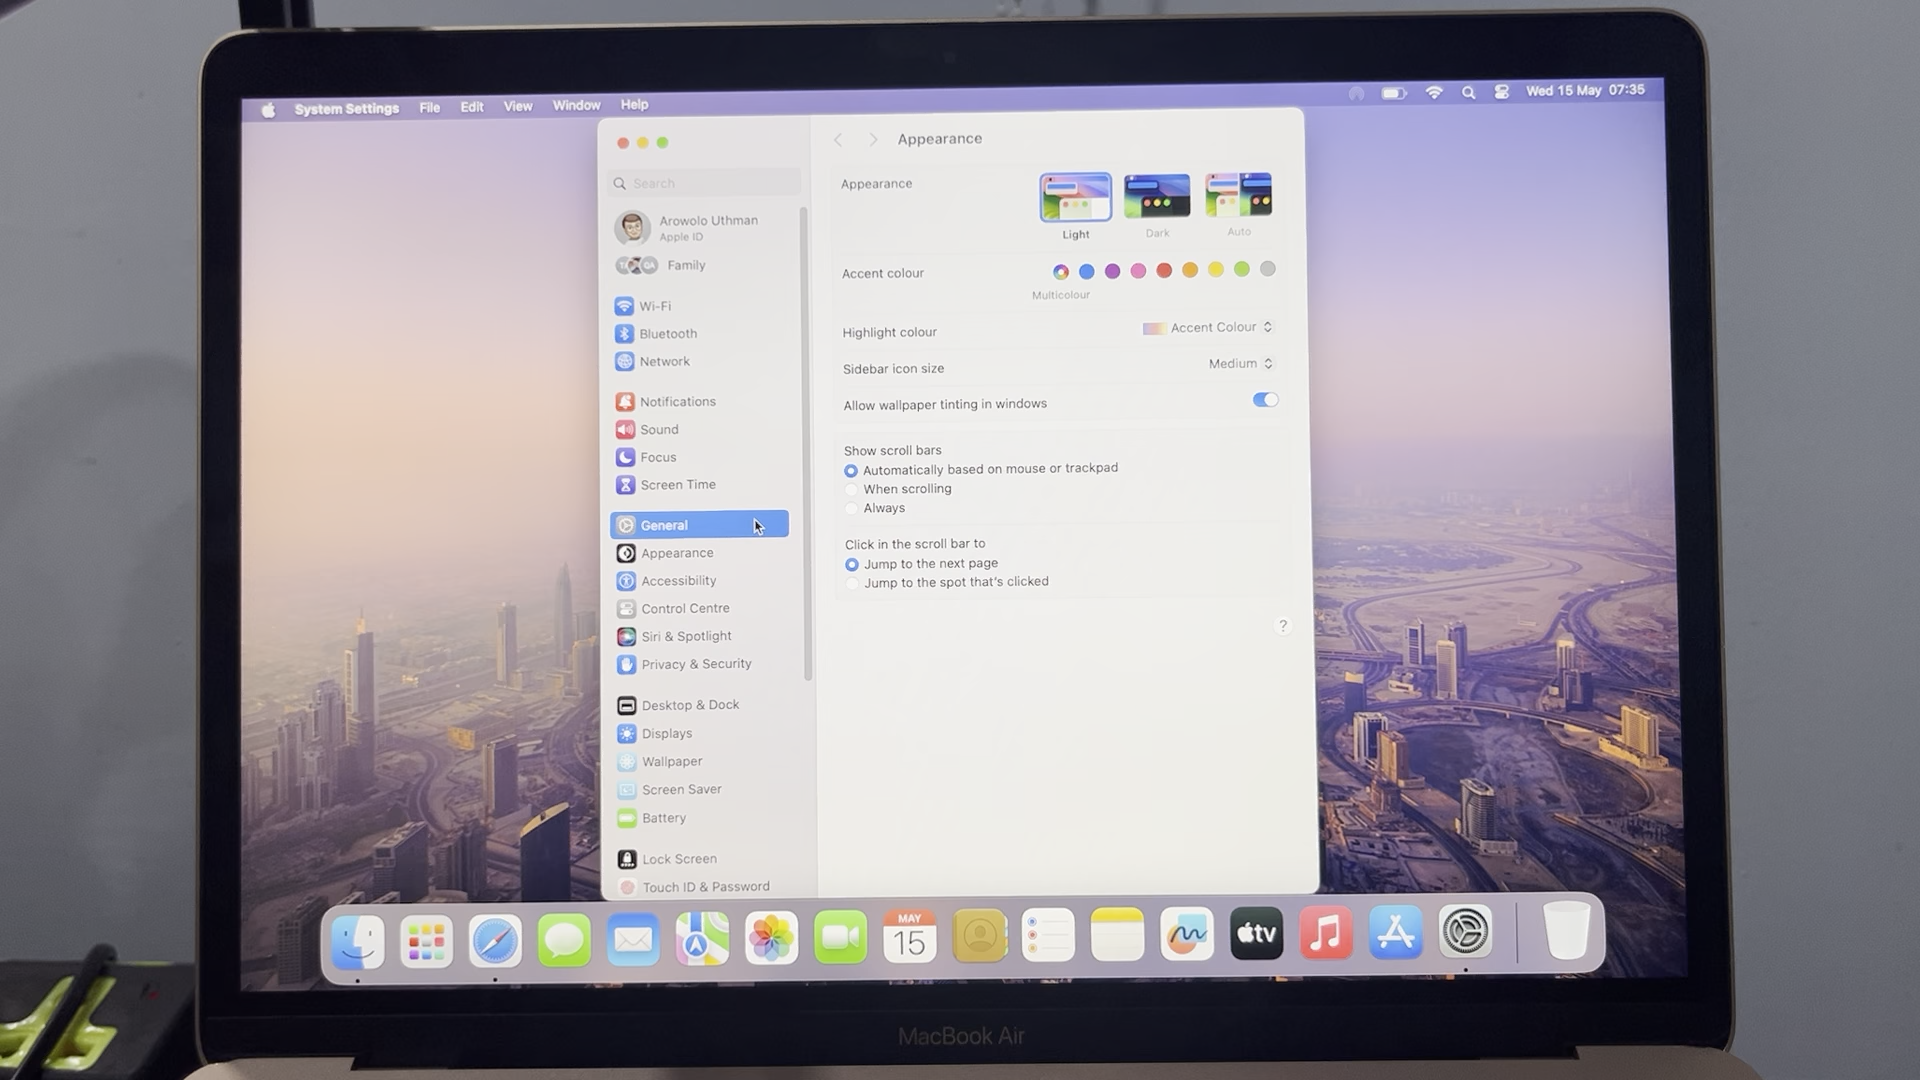 System Settings File Edit View Window Help
Wed 15 May 07:35
Search
Arowolo Uthman
Apple ID
Family
Wi-Fi
Bluetooth
Network
Notifications
Sound
Focus
Screen Time
General
Appearance
Accessibility
Control Centre
Siri & Spotlight
Privacy & Security
Desktop & Dock
Displays
Wallpaper
Screen Saver
Battery
Lock Screen
Touch ID & Password
Appearance
Appearance
Light Dark Auto
Accent colour
Multicolour
Highlight colour Accent Colour
Sidebar icon size Medium
Allow wallpaper tinting in windows
Show scroll bars
Automatically based on mouse or trackpad
When scrolling
Always
Click in the scroll bar to
Jump to the next page
Jump to the spot that's clicked
?
MAY
15
tv
MacBook Air